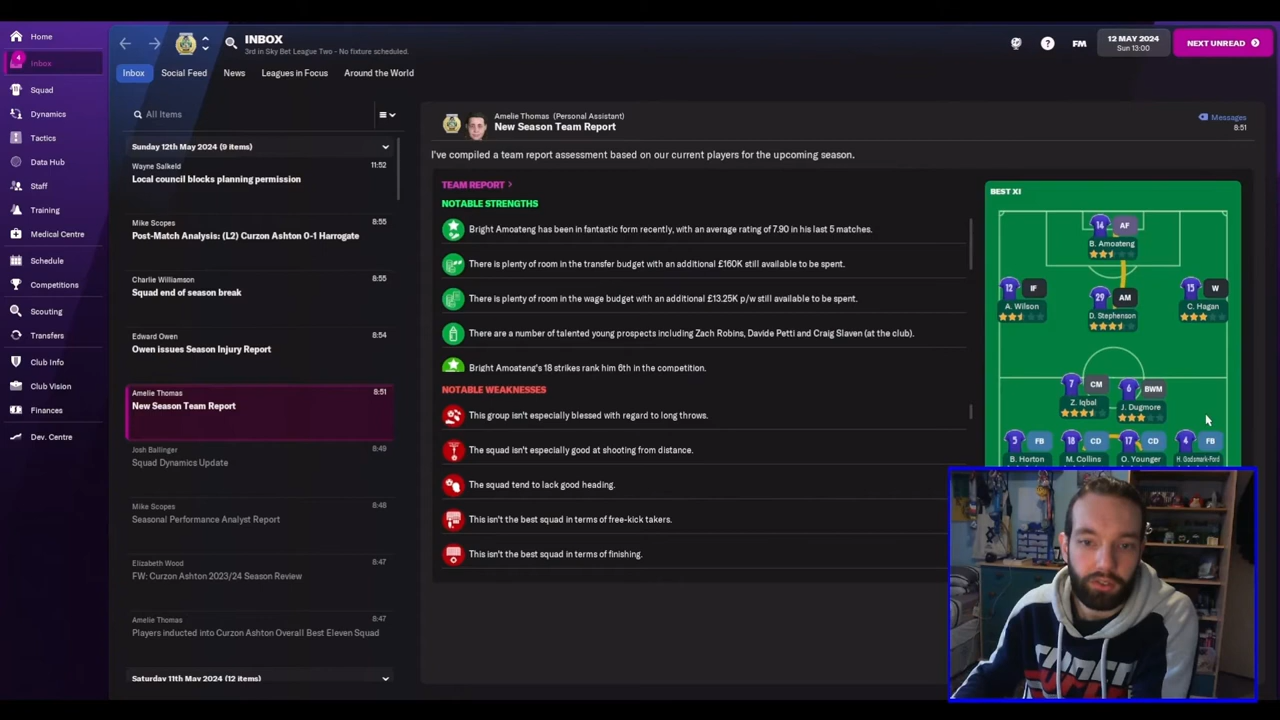 Home
4
Inbox
Squad
Dynamics
Tactics
Data Hub
Staff
Training
Medical Centre
Schedule
Competitions
Scouting
Transfers
Club Info
Club Vision
Finances
Dev. Centre
INBOX
3rd in Sky Bet League Two - No fixture scheduled.
FM
12 MAY 2024
Sun 13:00
NEXT UNREAD
Inbox
Social Feed
News
Leagues in Focus
Around the World
All Items
Sunday 12th May 2024 (9 items)
Wayne Salkeld 11:52
Local council blocks planning permission
Mike Scopes 8:55
Post-Match Analysis: (L2) Curzon Ashton 0-1 Harrogate
Charlie Williamson 8:55
Squad end of season break
Edward Owen 8:54
Owen issues Season Injury Report
Amelie Thomas 8:51
New Season Team Report
Josh Ballinger 8:49
Squad Dynamics Update
Mike Scopes 8:48
Seasonal Performance Analyst Report
Elizabeth Wood 8:47
FW: Curzon Ashton 2023/24 Season Review
Amelie Thomas 8:47
Players inducted into Curzon Ashton Overall Best Eleven Squad
Saturday 11th May 2024 (12 items)
Amelie Thomas (Personal Assistant)
New Season Team Report
Messages
8:51
I've compiled a team report assessment based on our current players for the upcoming season.
TEAM REPORT
NOTABLE STRENGTHS
Bright Amoateng has been in fantastic form recently, with an average rating of 7.90 in his last 5 matches.
There is plenty of room in the transfer budget with an additional £160K still available to be spent.
There is plenty of room in the wage budget with an additional £13.25K p/w still available to be spent.
There are a number of talented young prospects including Zach Robins, Davide Petti and Craig Slaven (at the club).
Bright Amoateng's 18 strikes rank him 6th in the competition.
NOTABLE WEAKNESSES
This group isn't especially blessed with regard to long throws.
The squad isn't especially good at shooting from distance.
The squad tend to lack good heading.
This isn't the best squad in terms of free-kick takers.
This isn't the best squad in terms of finishing.
BEST XI
14 AF
B. Amoateng
12 IF
A. Wilson
29 AM
D. Stephenson
15 W
C. Hagan
7 CM
Z. Iqbal
6 BWM
J. Dugmore
5 FB
B. Horton
18 CD
M. Collins
17 CD
O. Younger
4 FB
H. Godsmark-Ford